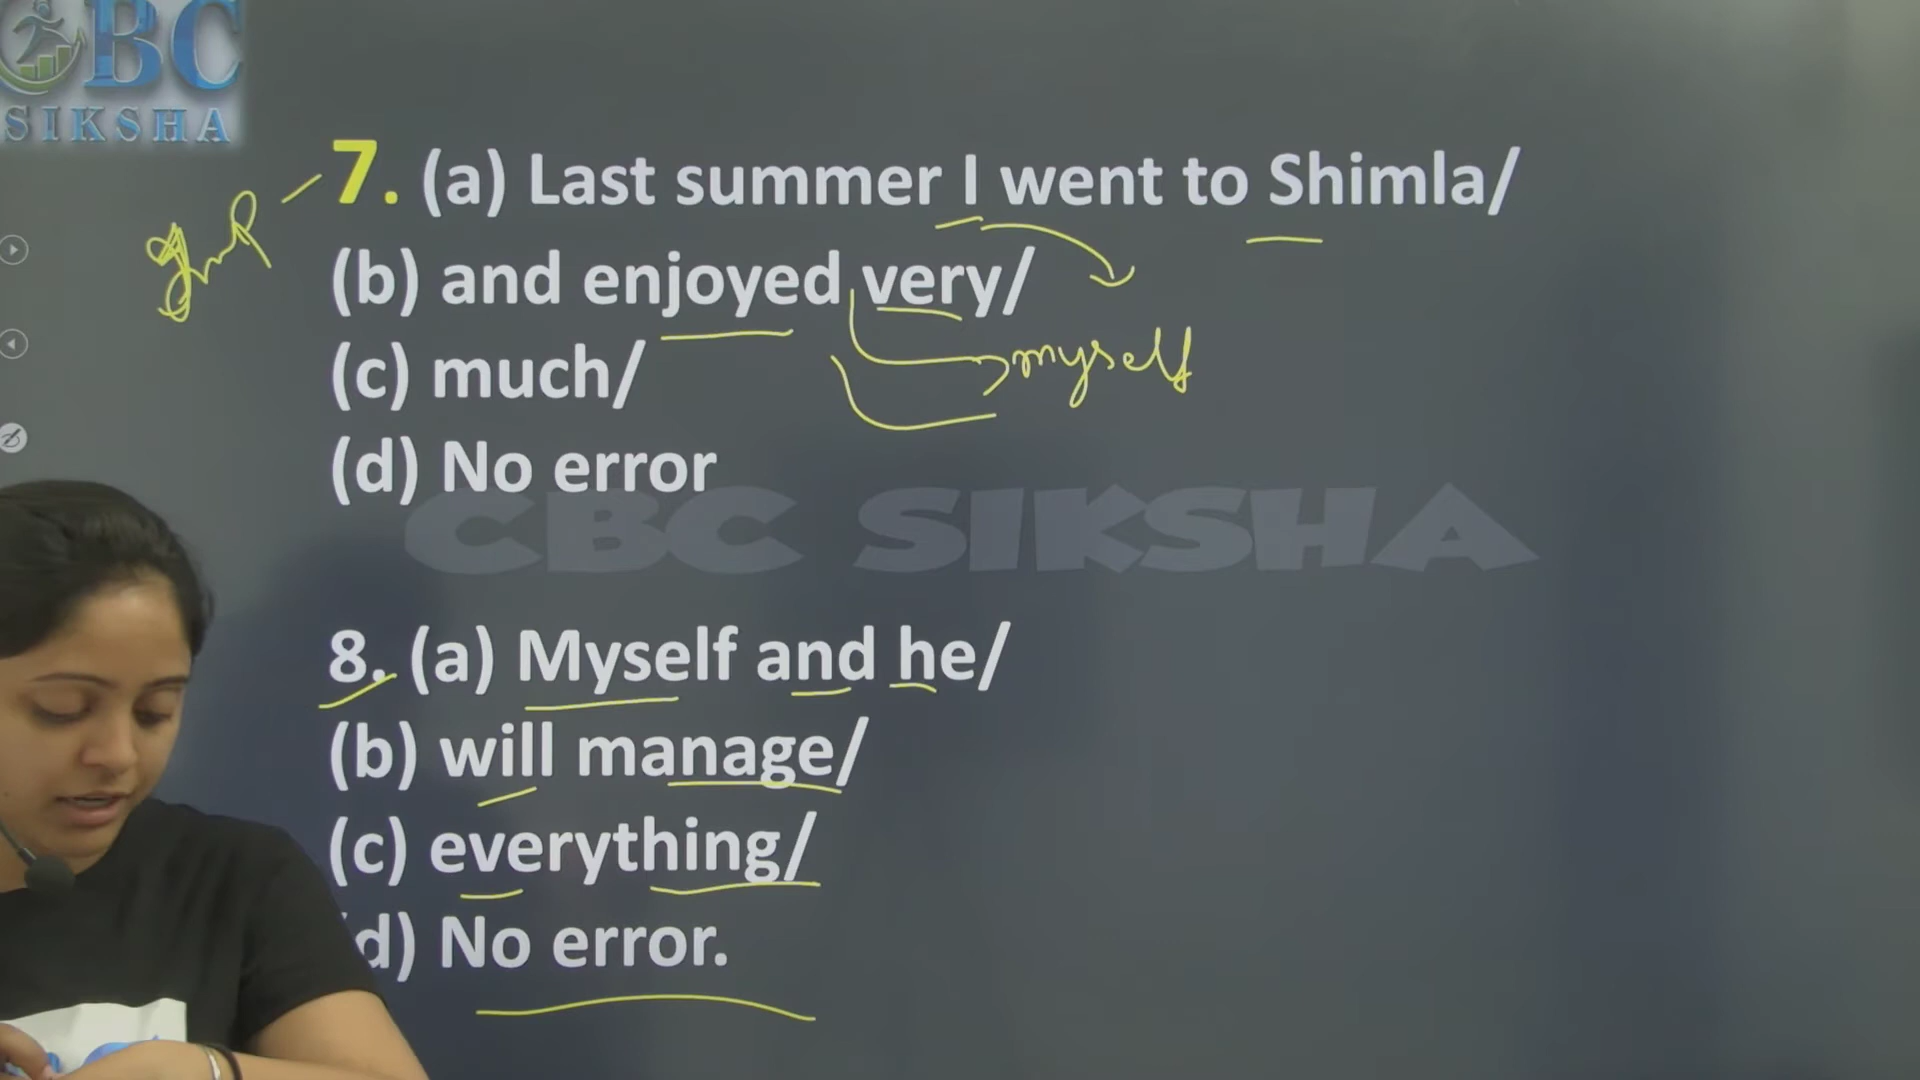 CBC
SIKSHA
7. (a) Last summer I went to Shimla/
(b) and enjoyed very/
(c) much/
myself
(d) No error
CBC SIKSHA
8. (a) Myself and he/
(b) will manage/
(c) everything/
(d) No error.